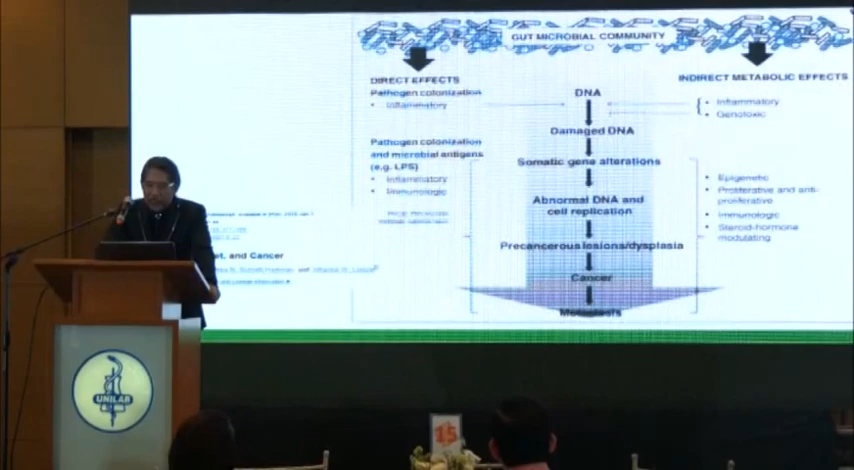 GUT MICROBIAL COMMUNITY
DIRECT EFFECTS
Pathogen colonization
• Inflammatory
Pathogen colonization
and microbial antigens
(e.g. LPS)
• Inflammatory
• Immunologic
DNA
Damaged DNA
Somatic gene alterations
Abnormal DNA and
cell replication
Precancerous lesions/dysplasia
Cancer
Metastasis
INDIRECT METABOLIC EFFECTS
• Inflammatory
• Genotoxic
• Epigenetic
• Proliferative and anti-
proliferative
• Immunologic
• Steroid-hormone
modulating
et, and Cancer
UNILAB
15